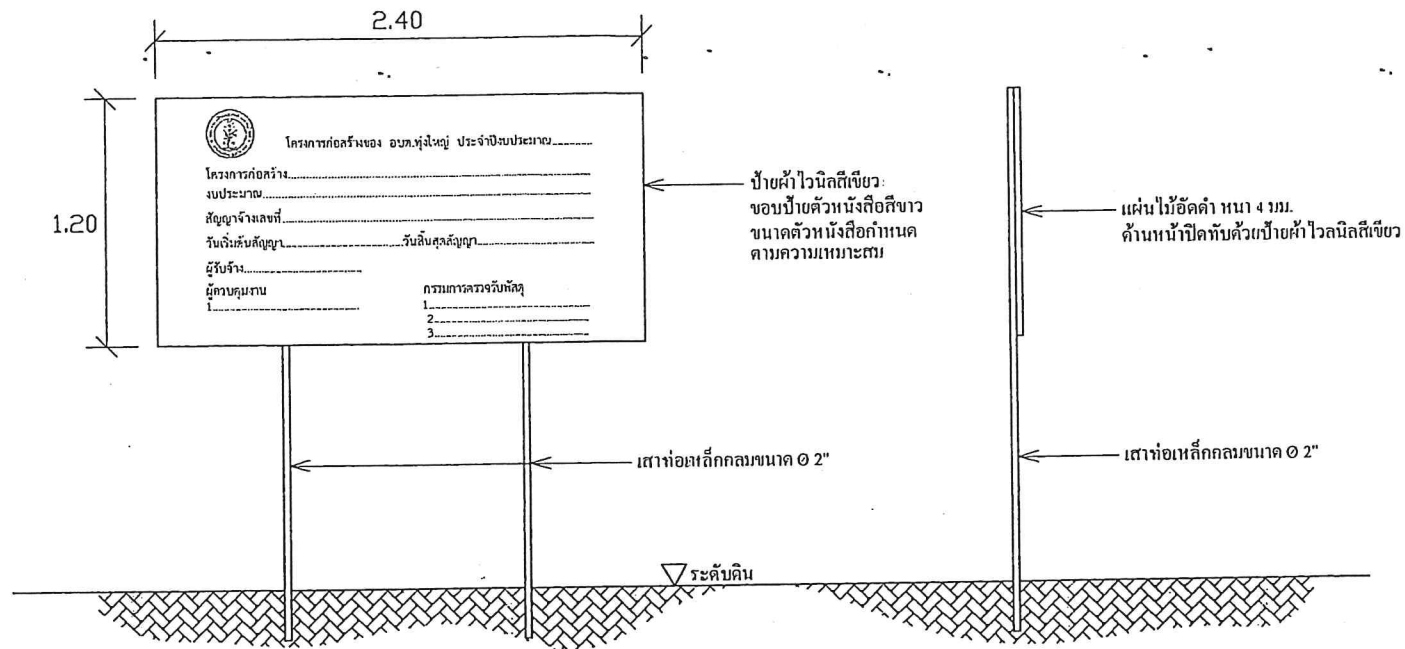 2.40
1.20
โครงการก่อสร้างของ อบต.ทุ่งใหญ่ ประจำปีงบประมาณ
โครงการก่อสร้าง
งบประมาณ
สัญญาจ้างเลขที่
วันเริ่มต้นสัญญา วันสิ้นสุดสัญญา
ผู้รับจ้าง
ผู้ควบคุมงาน กรรมการตรวจรับพัสดุ
1 1
2
3
ป้ายผ้าไวนิลสีเขียว
ขอบป้ายตัวหนังสือสีขาว
ขนาดตัวหนังสือกำหนด
ตามความเหมาะสม
แผ่นไม้อัดดำ หนา 4 มม.
ด้านหน้าปิดทับด้วยป้ายผ้าไวลนิลสีเขียว
เสาท่อเหล็กกลมขนาด Ø 2"
เสาท่อเหล็กกลมขนาด Ø 2"
ระดับดิน